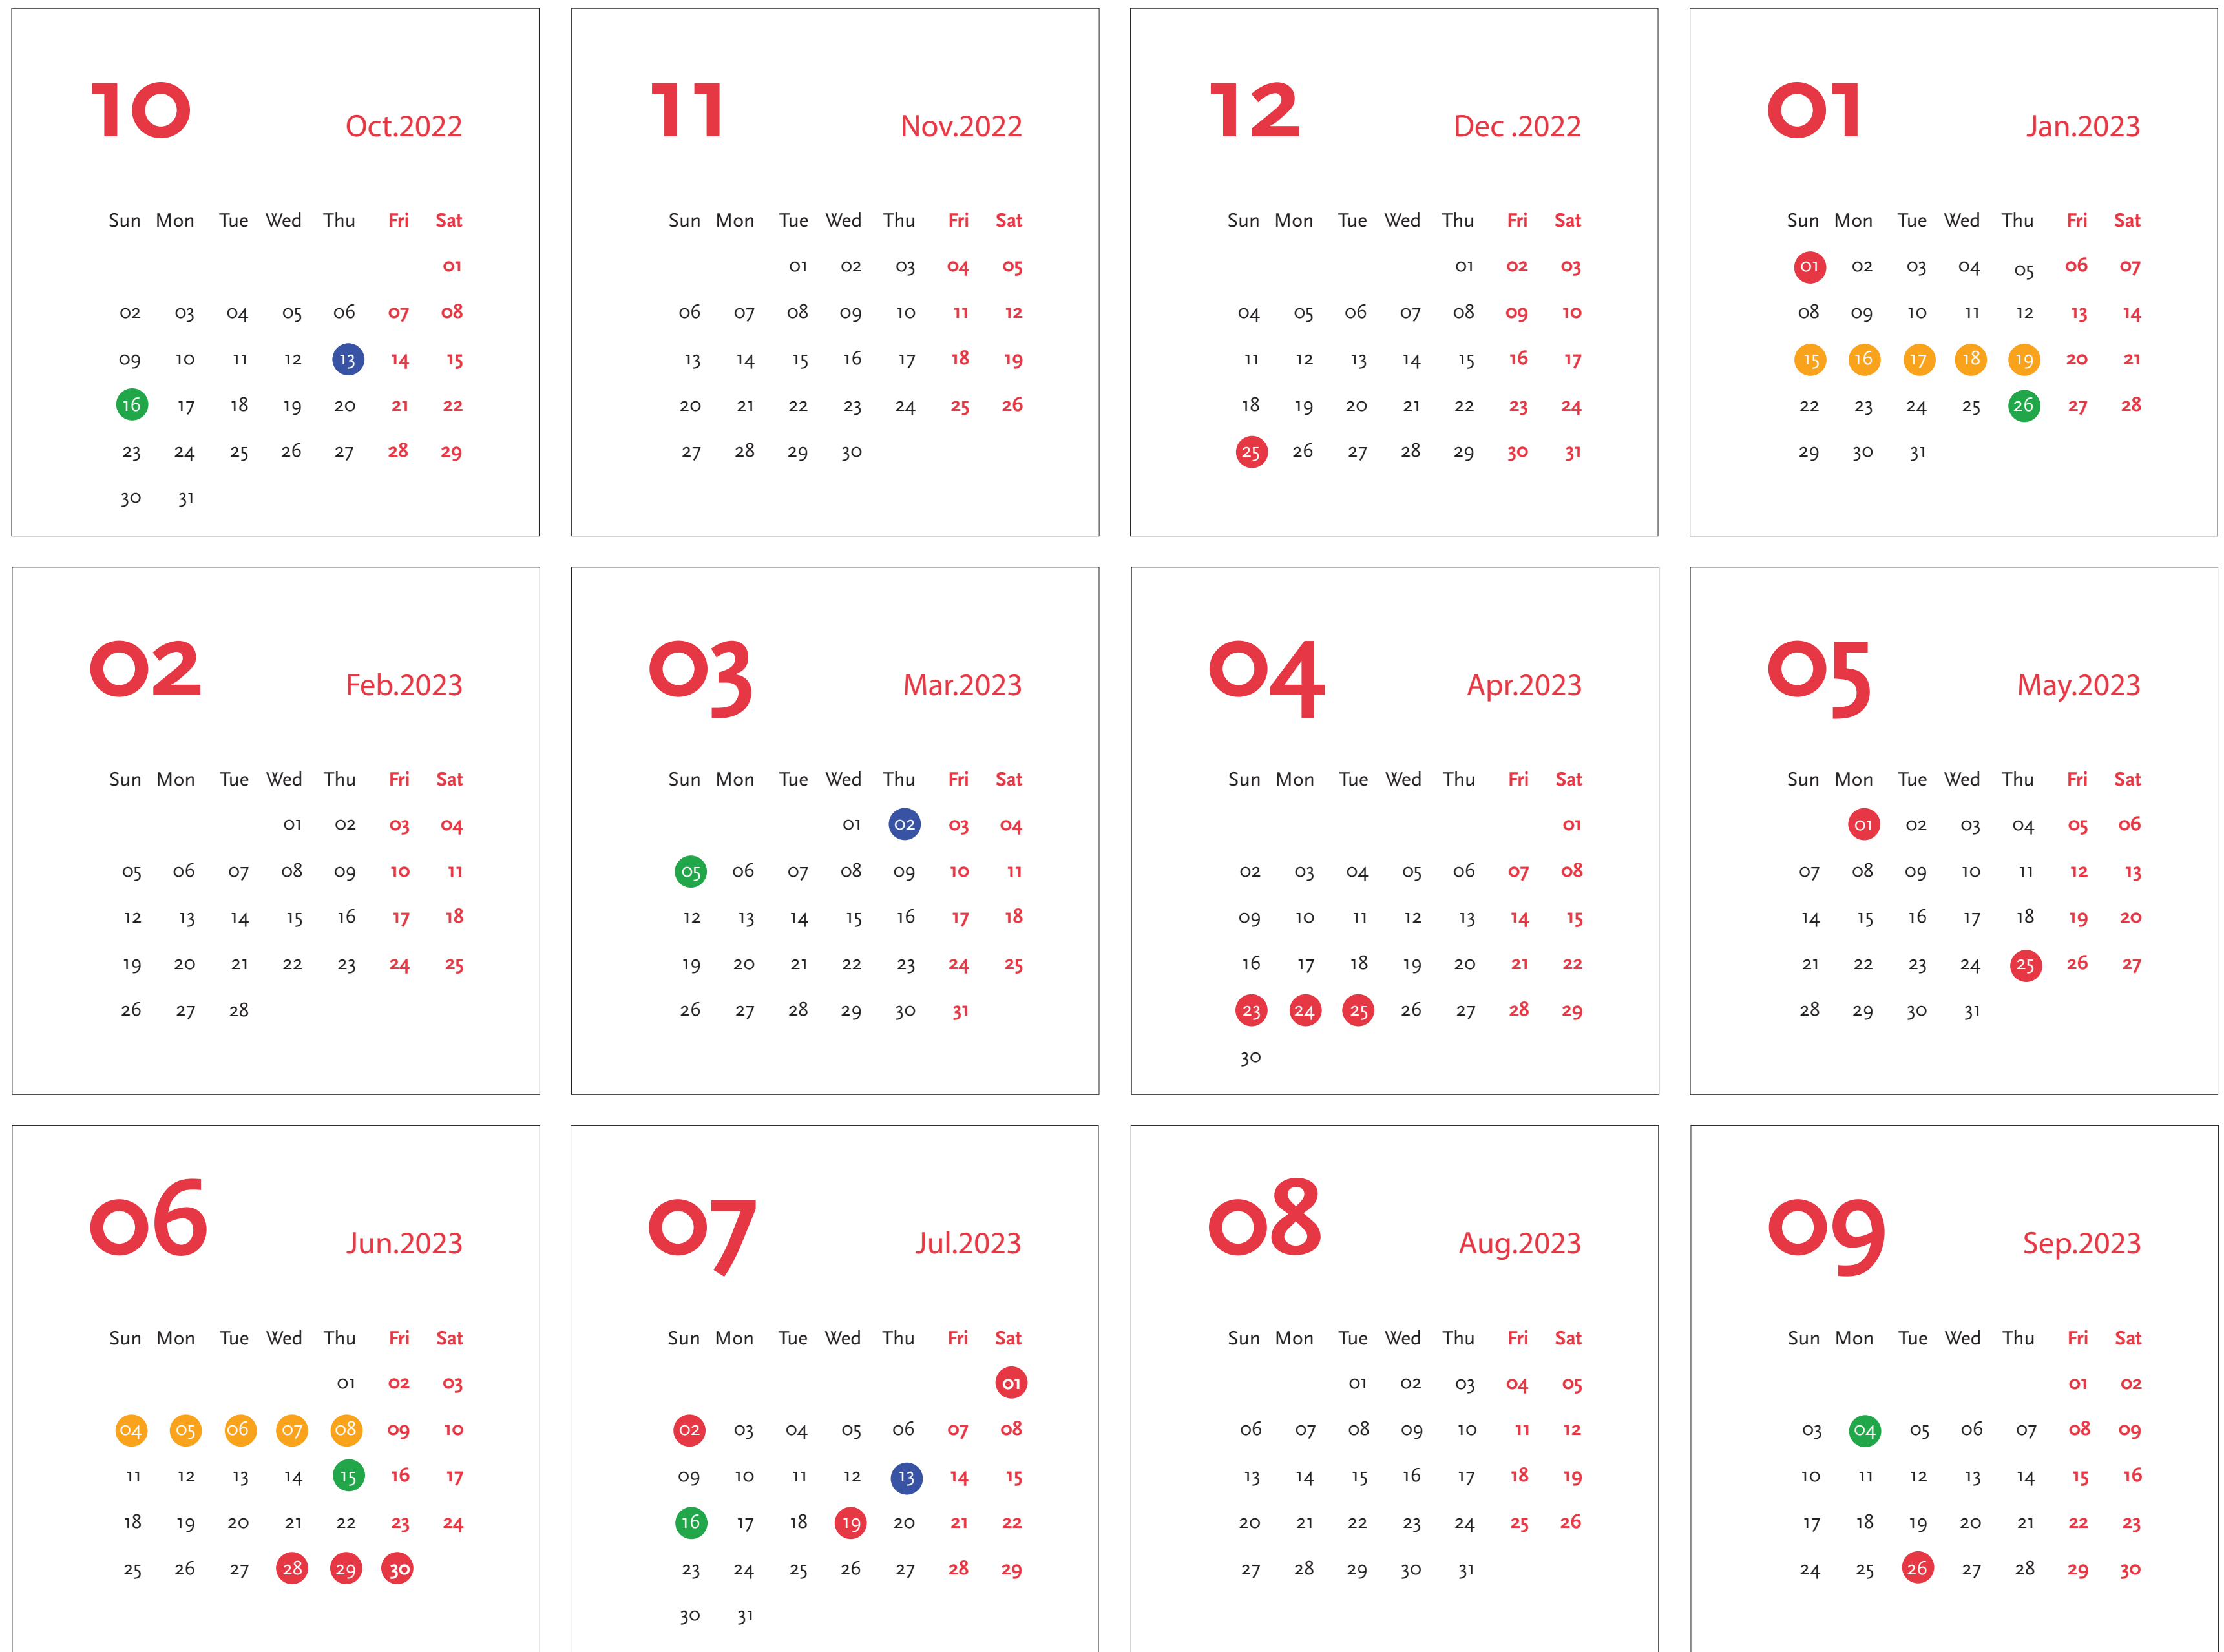 10 Oct.2022
Sun Mon Tue Wed Thu Fri Sat
01
02 03 04 05 06 07 08
09 10 11 12 13 14 15
16 17 18 19 20 21 22
23 24 25 26 27 28 29
30 31
11 Nov.2022
Sun Mon Tue Wed Thu Fri Sat
01 02 03 04 05
06 07 08 09 10 11 12
13 14 15 16 17 18 19
20 21 22 23 24 25 26
27 28 29 30
12 Dec .2022
Sun Mon Tue Wed Thu Fri Sat
01 02 03
04 05 06 07 08 09 10
11 12 13 14 15 16 17
18 19 20 21 22 23 24
25 26 27 28 29 30 31
01 Jan.2023
Sun Mon Tue Wed Thu Fri Sat
01 02 03 04 05 06 07
08 09 10 11 12 13 14
15 16 17 18 19 20 21
22 23 24 25 26 27 28
29 30 31
02 Feb.2023
Sun Mon Tue Wed Thu Fri Sat
01 02 03 04
05 06 07 08 09 10 11
12 13 14 15 16 17 18
19 20 21 22 23 24 25
26 27 28
03 Mar.2023
Sun Mon Tue Wed Thu Fri Sat
01 02 03 04
05 06 07 08 09 10 11
12 13 14 15 16 17 18
19 20 21 22 23 24 25
26 27 28 29 30 31
04 Apr.2023
Sun Mon Tue Wed Thu Fri Sat
01
02 03 04 05 06 07 08
09 10 11 12 13 14 15
16 17 18 19 20 21 22
23 24 25 26 27 28 29
30
05 May.2023
Sun Mon Tue Wed Thu Fri Sat
01 02 03 04 05 06
07 08 09 10 11 12 13
14 15 16 17 18 19 20
21 22 23 24 25 26 27
28 29 30 31
06 Jun.2023
Sun Mon Tue Wed Thu Fri Sat
01 02 03
04 05 06 07 08 09 10
11 12 13 14 15 16 17
18 19 20 21 22 23 24
25 26 27 28 29 30
07 Jul.2023
Sun Mon Tue Wed Thu Fri Sat
01
02 03 04 05 06 07 08
09 10 11 12 13 14 15
16 17 18 19 20 21 22
23 24 25 26 27 28 29
30 31
08 Aug.2023
Sun Mon Tue Wed Thu Fri Sat
01 02 03 04 05
06 07 08 09 10 11 12
13 14 15 16 17 18 19
20 21 22 23 24 25 26
27 28 29 30 31
09 Sep.2023
Sun Mon Tue Wed Thu Fri Sat
01 02
03 04 05 06 07 08 09
10 11 12 13 14 15 16
17 18 19 20 21 22 23
24 25 26 27 28 29 30